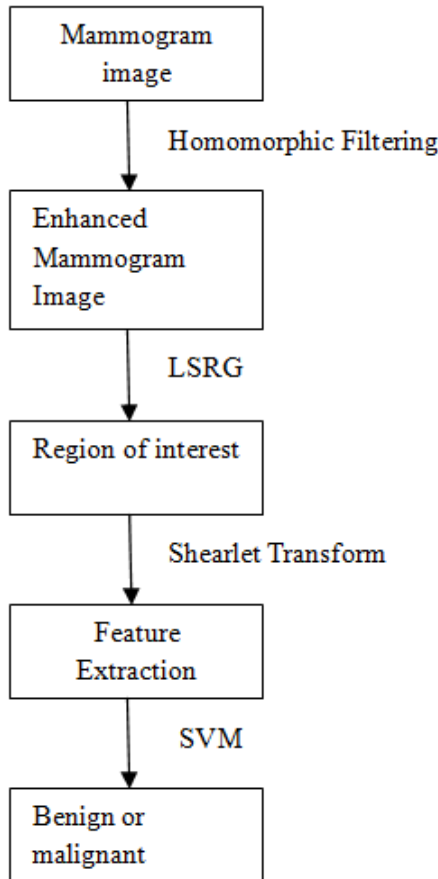 Mammogram
image
Homomorphic Filtering
Enhanced
Mammogram
Image
LSRG
Region of interest
Shearlet Transform
Feature
Extraction
SVM
Benign or
malignant